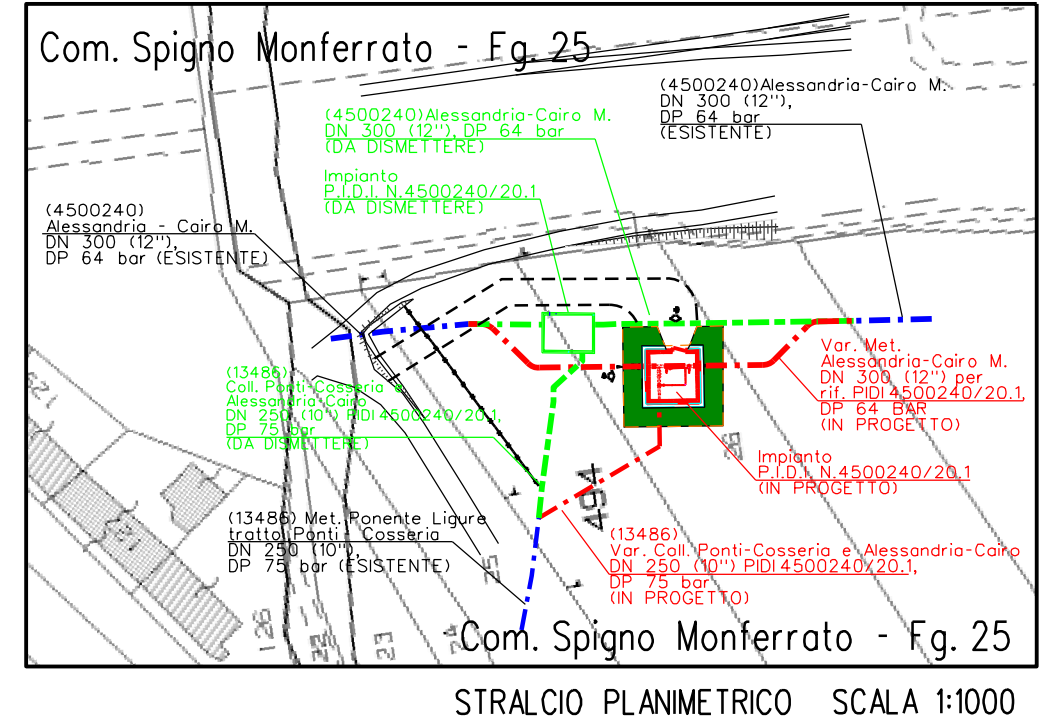 Com. Spigno Monferrato - Fg. 25
(4500240)Alessandria-Cairo M.
DN 300 (12''),
DP 64 bar
(ESISTENTE)
(4500240)Alessandria-Cairo M.
DN 300 (12''), DP 64 bar
(DA DISMETTERE)
Impianto
P.I.D.I. N.4500240/20.1
(DA DISMETTERE)
(4500240)
Alessandria - Cairo M.
DN 300 (12''),
DP 64 bar (ESISTENTE)
(13486)
Coll. Ponti-Cosseria e
Alessandria-Cairo
DN 250 (10'') PIDI 4500240/20.1,
DP 75 bar
(DA DISMETTERE)
Var. Met.
Alessandria-Cairo M.
DN 300 (12'') per
rif. PIDI 4500240/20.1,
DP 64 BAR
(IN PROGETTO)
Impianto
P.I.D.I. N.4500240/20.1
(IN PROGETTO)
(13486) Met. Ponente Ligure
tratto Ponti - Cosseria
DN 250 (10''),
DP 75 bar (ESISTENTE)
(13486)
Var. Coll. Ponti-Cosseria e Alessandria-Cairo
DN 250 (10'') PIDI 4500240/20.1,
DP 75 bar
(IN PROGETTO)
494
126
23
24
Com. Spigno Monferrato - Fg. 25
STRALCIO PLANIMETRICO SCALA 1:1000